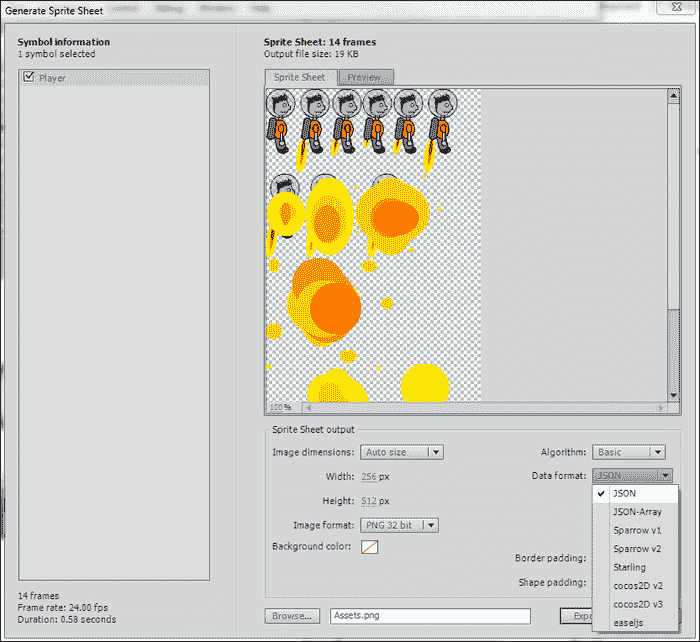 Generate Sprite Sheet
Symbol information
1 symbol selected
Player
14 frames
Frame rate: 24.00 fps
Duration: 0.58 seconds
Sprite Sheet: 14 frames
Output file size: 19 KB
Sprite Sheet
Preview
100 %
Sprite Sheet output
Image dimensions: Auto size
Width: 256 px
Height: 512 px
Image format: PNG 32 bit
Background color:
Algorithm: Basic
Data format: JSON
JSON
JSON-Array
Sparrow v1
Sparrow v2
Starling
cocos2D v2
cocos2D v3
easeljs
Border padding:
Shape padding:
Browse...
Assets.png